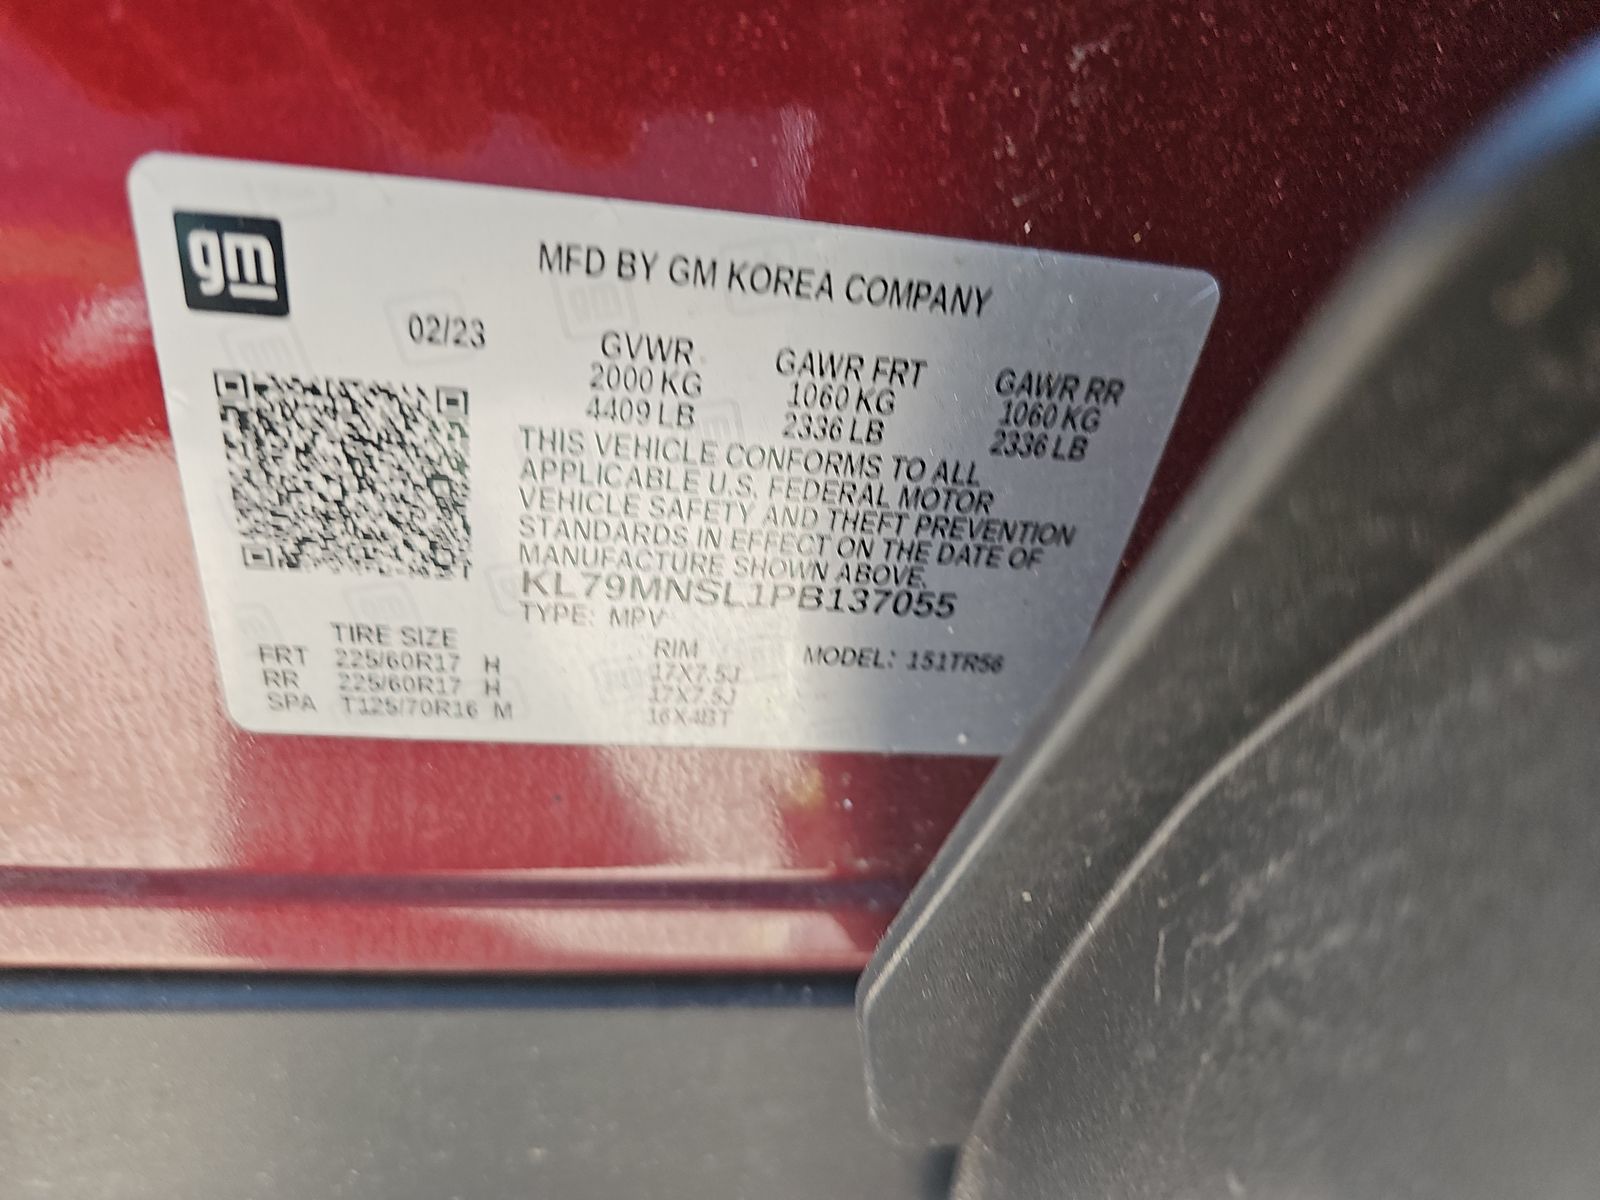 gm
MFD BY GM KOREA COMPANY
02/23
GVWR GAWR FRT GAWR RR
2000 KG 1060 KG 1060 KG
4409 LB 2336 LB 2336 LB
THIS VEHICLE CONFORMS TO ALL
APPLICABLE U.S. FEDERAL MOTOR
VEHICLE SAFETY AND THEFT PREVENTION
STANDARDS IN EFFECT ON THE DATE OF
MANUFACTURE SHOWN ABOVE.
KL79MNSL1PB137055
TYPE: MPV
TIRE SIZE RIM MODEL: 151TR56
FRT 225/60R17 H 17X7.5J
RR 225/60R17 H 17X7.5J
SPA T125/70R16 M 16X4BT